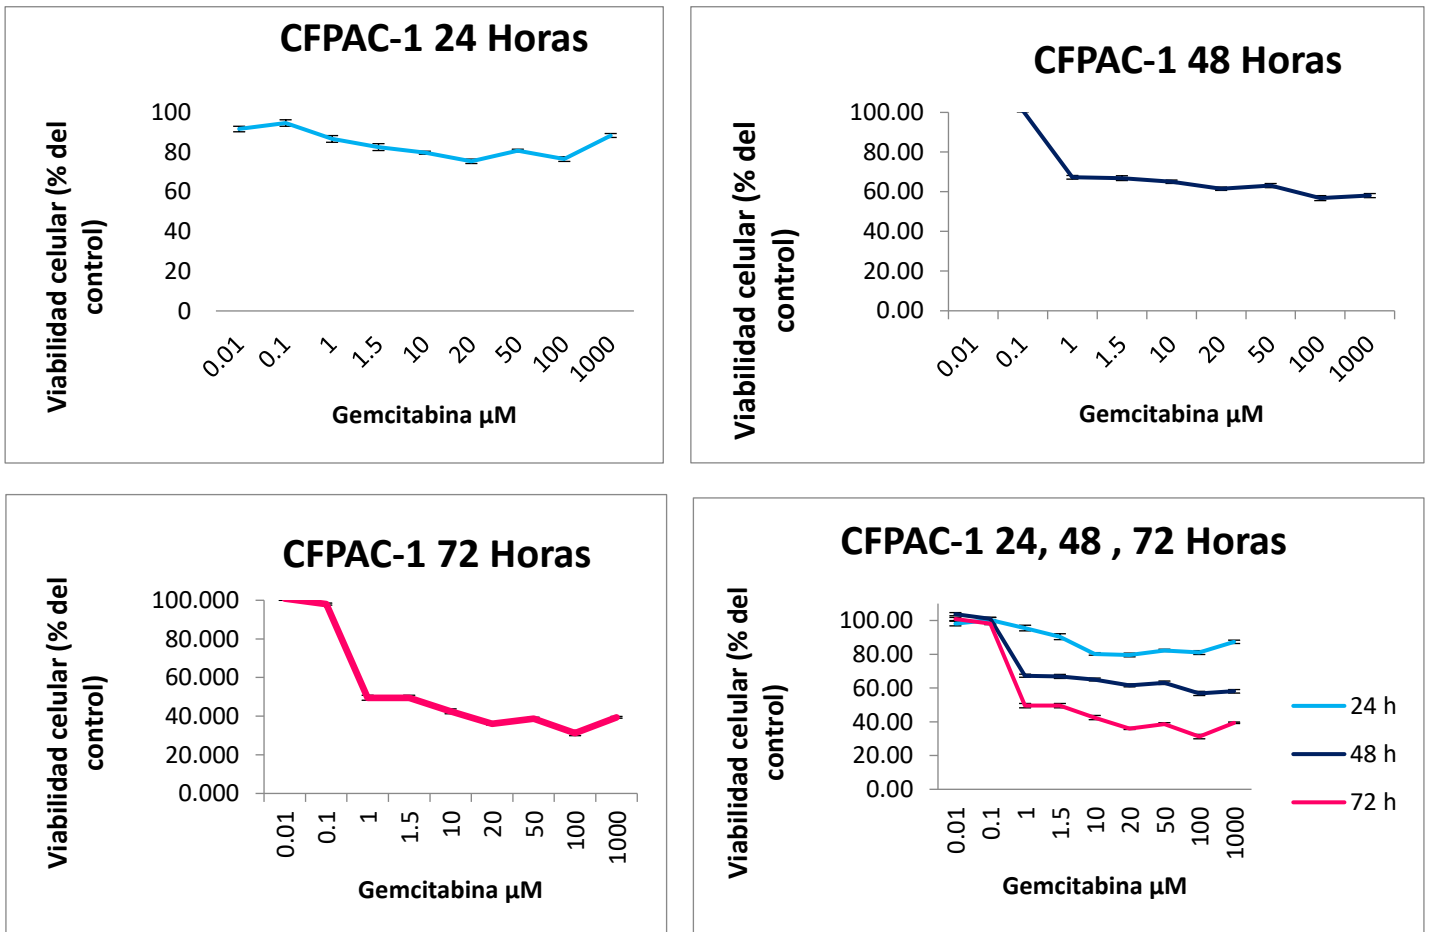 CFPAC-1 24 Horas
Viabilidad celular (% del
control)
100
80
60
40
20
0
0.01 0.1 1 1.5 10 20 50 100 1000
Gemcitabina µM
CFPAC-1 48 Horas
Viabilidad celular (% del
control)
100.00
80.00
60.00
40.00
20.00
0.00
0.01 0.1 1 1.5 10 20 50 100 1000
Gemcitabina µM
CFPAC-1 72 Horas
Viabilidad celular (% del
control)
100.000
80.000
60.000
40.000
20.000
0.000
0.01 0.1 1 1.5 10 20 50 100 1000
Gemcitabina µM
CFPAC-1 24, 48 , 72 Horas
Viabilidad celular (% del
control)
100.00
80.00
60.00
40.00
20.00
0.00
0.01 0.1 1 1.5 10 20 50 100 1000
Gemcitabina µM
24 h
48 h
72 h